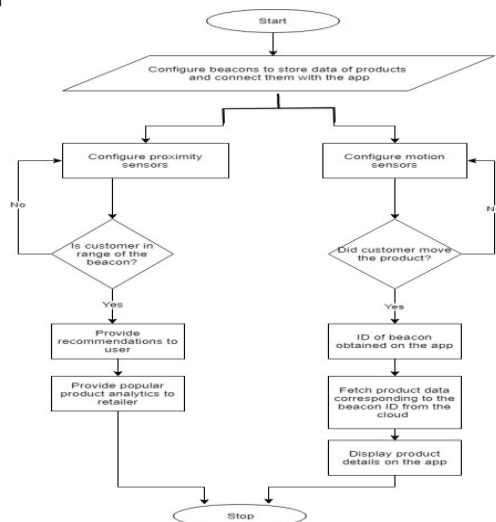 Start
Configure beacons to store data of products
and connect them with the app
Configure proximity
sensors
Configure motion
sensors
No
Is customer in
range of the
beacon?
Did customer move
the product?
Yes
Yes
Provide
recommendations to
user
ID of beacon
obtained on the app
Provide popular
product analytics to
retailer
Fetch product data
corresponding to the
beacon ID from the
cloud
Display product
details on the app
Stop